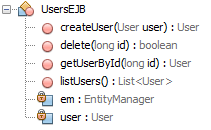 UsersEJB
createUser(User user) : User
delete(long id) : boolean
getUserById(long id) : User
listUsers() : List<User>
em : EntityManager
user : User